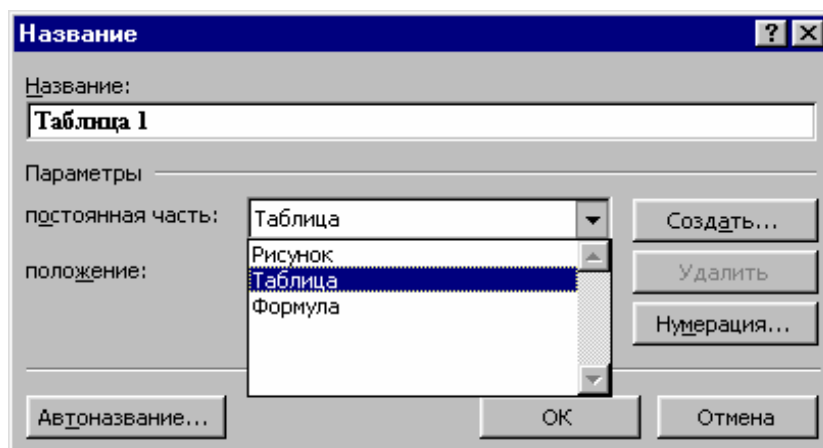 Название
Название:
Таблица 1
Параметры
постоянная часть: Таблица Создать...
Рисунок
положение: Таблица Удалить
Формула
Нумерация...
Автоназвание... ОК Отмена